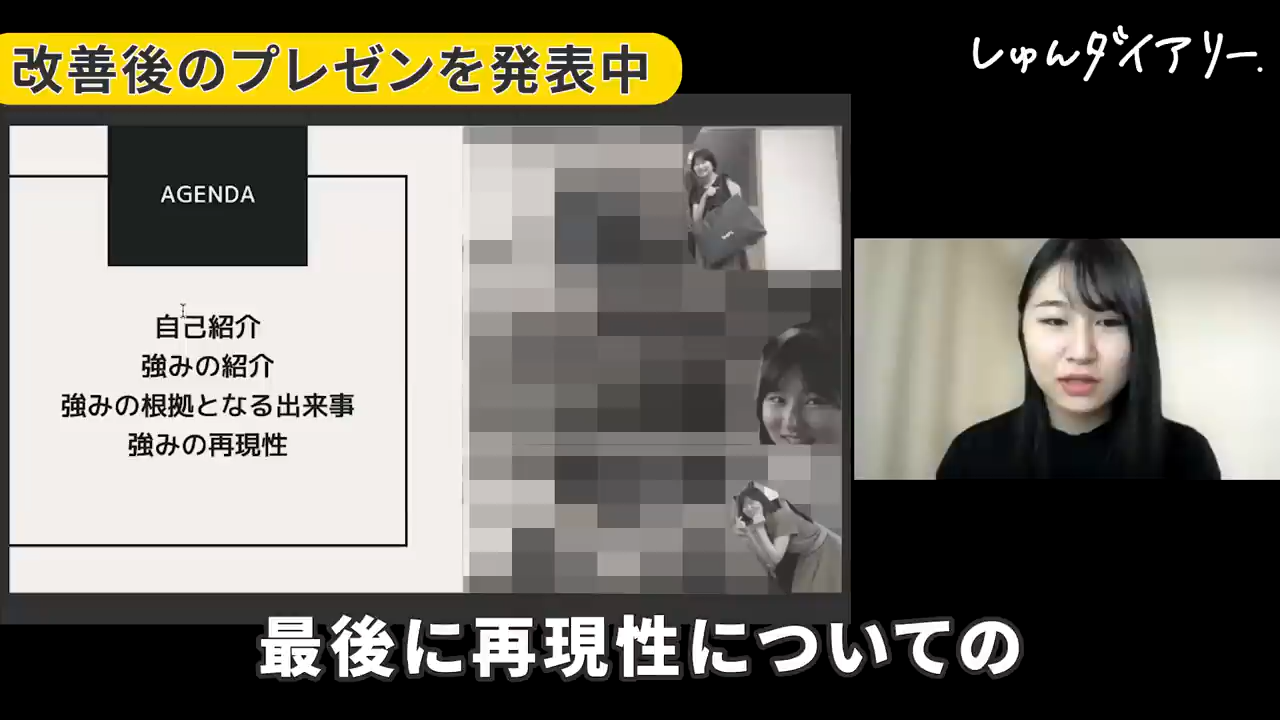 改善後のプレゼンを発表中
しゅんダイアリー.
AGENDA
自己紹介
強みの紹介
強みの根拠となる出来事
強みの再現性
最後に再現性についての